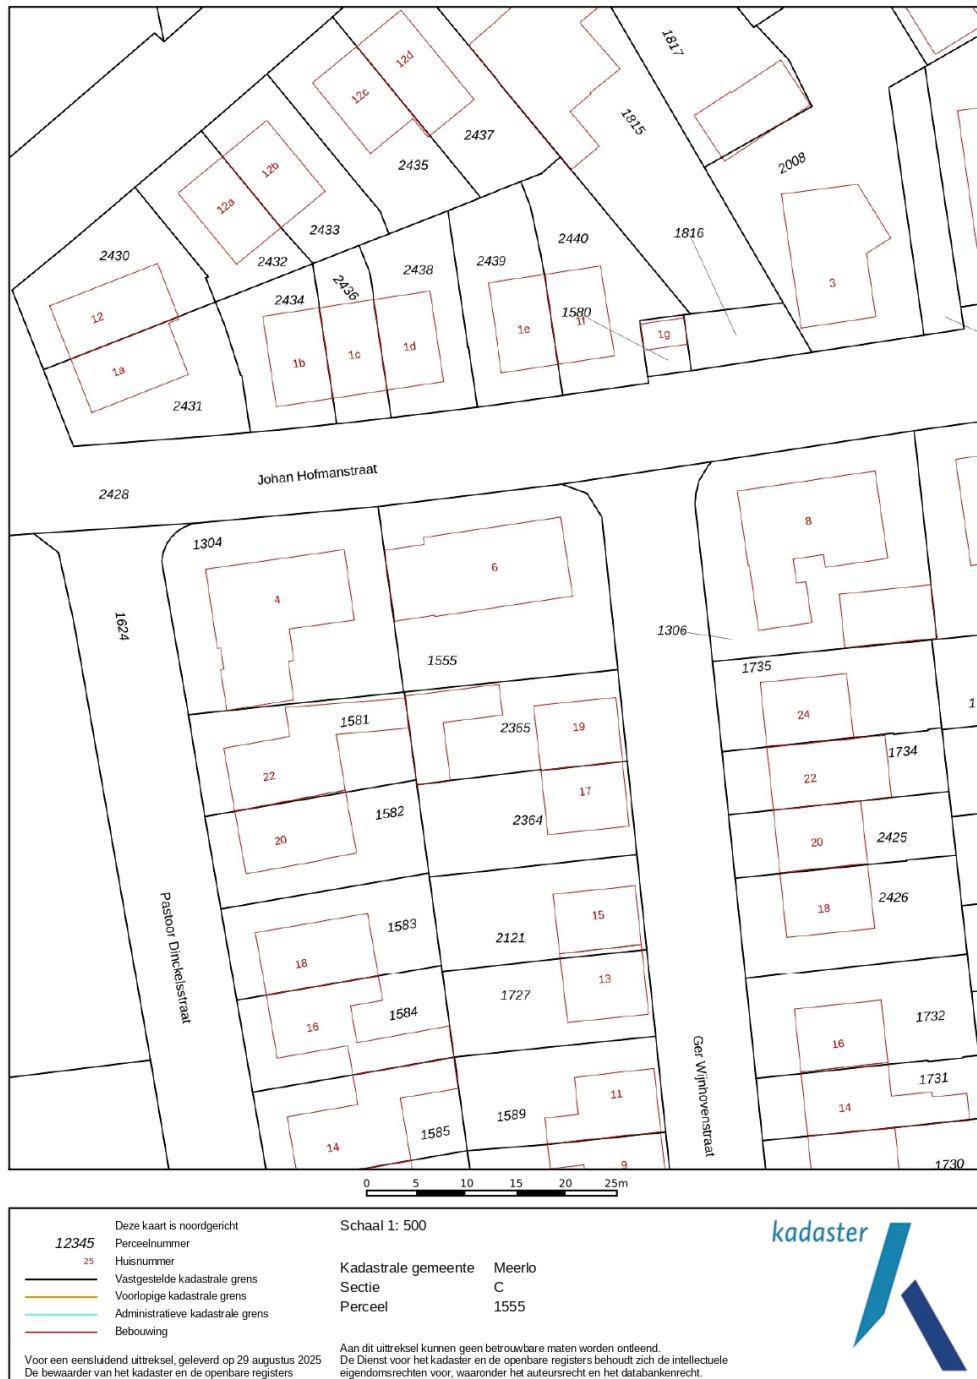 1817
12d
12c
1815
2437
2435
2008
12b
12a
2433
2440
1816
2430
2432
2439
2438
2436
3
2434
1580
12
1f
1e
1g
1d
1c
1b
1a
2431
Johan Hofmanstraat
2428
8
1304
6
4
1624
1306
1555
1735
1
24
1581
2365
19
1734
22
22
17
1582
2364
20
2425
20
18
2426
15
1583
2121
18
13
1727
1584
16
1732
16
Pastoor Dinckelsstraat
Ger Wijnhovenstraat
1731
11
14
1589
1585
14
9
1730
0 5 10 15 20 25m
Deze kaart is noordgericht
12345 Perceelnummer
25 Huisnummer
Vastgestelde kadastrale grens
Voorlopige kadastrale grens
Administratieve kadastrale grens
Bebouwing
Voor een eensluidend uittreksel, geleverd op 29 augustus 2025
De bewaarder van het kadaster en de openbare registers
Schaal 1: 500
Kadastrale gemeente Meerlo
Sectie C
Perceel 1555
Aan dit uittreksel kunnen geen betrouwbare maten worden ontleend.
De Dienst voor het kadaster en de openbare registers behoudt zich de intellectuele
eigendomsrechten voor, waaronder het auteursrecht en het databankenrecht.
kadaster